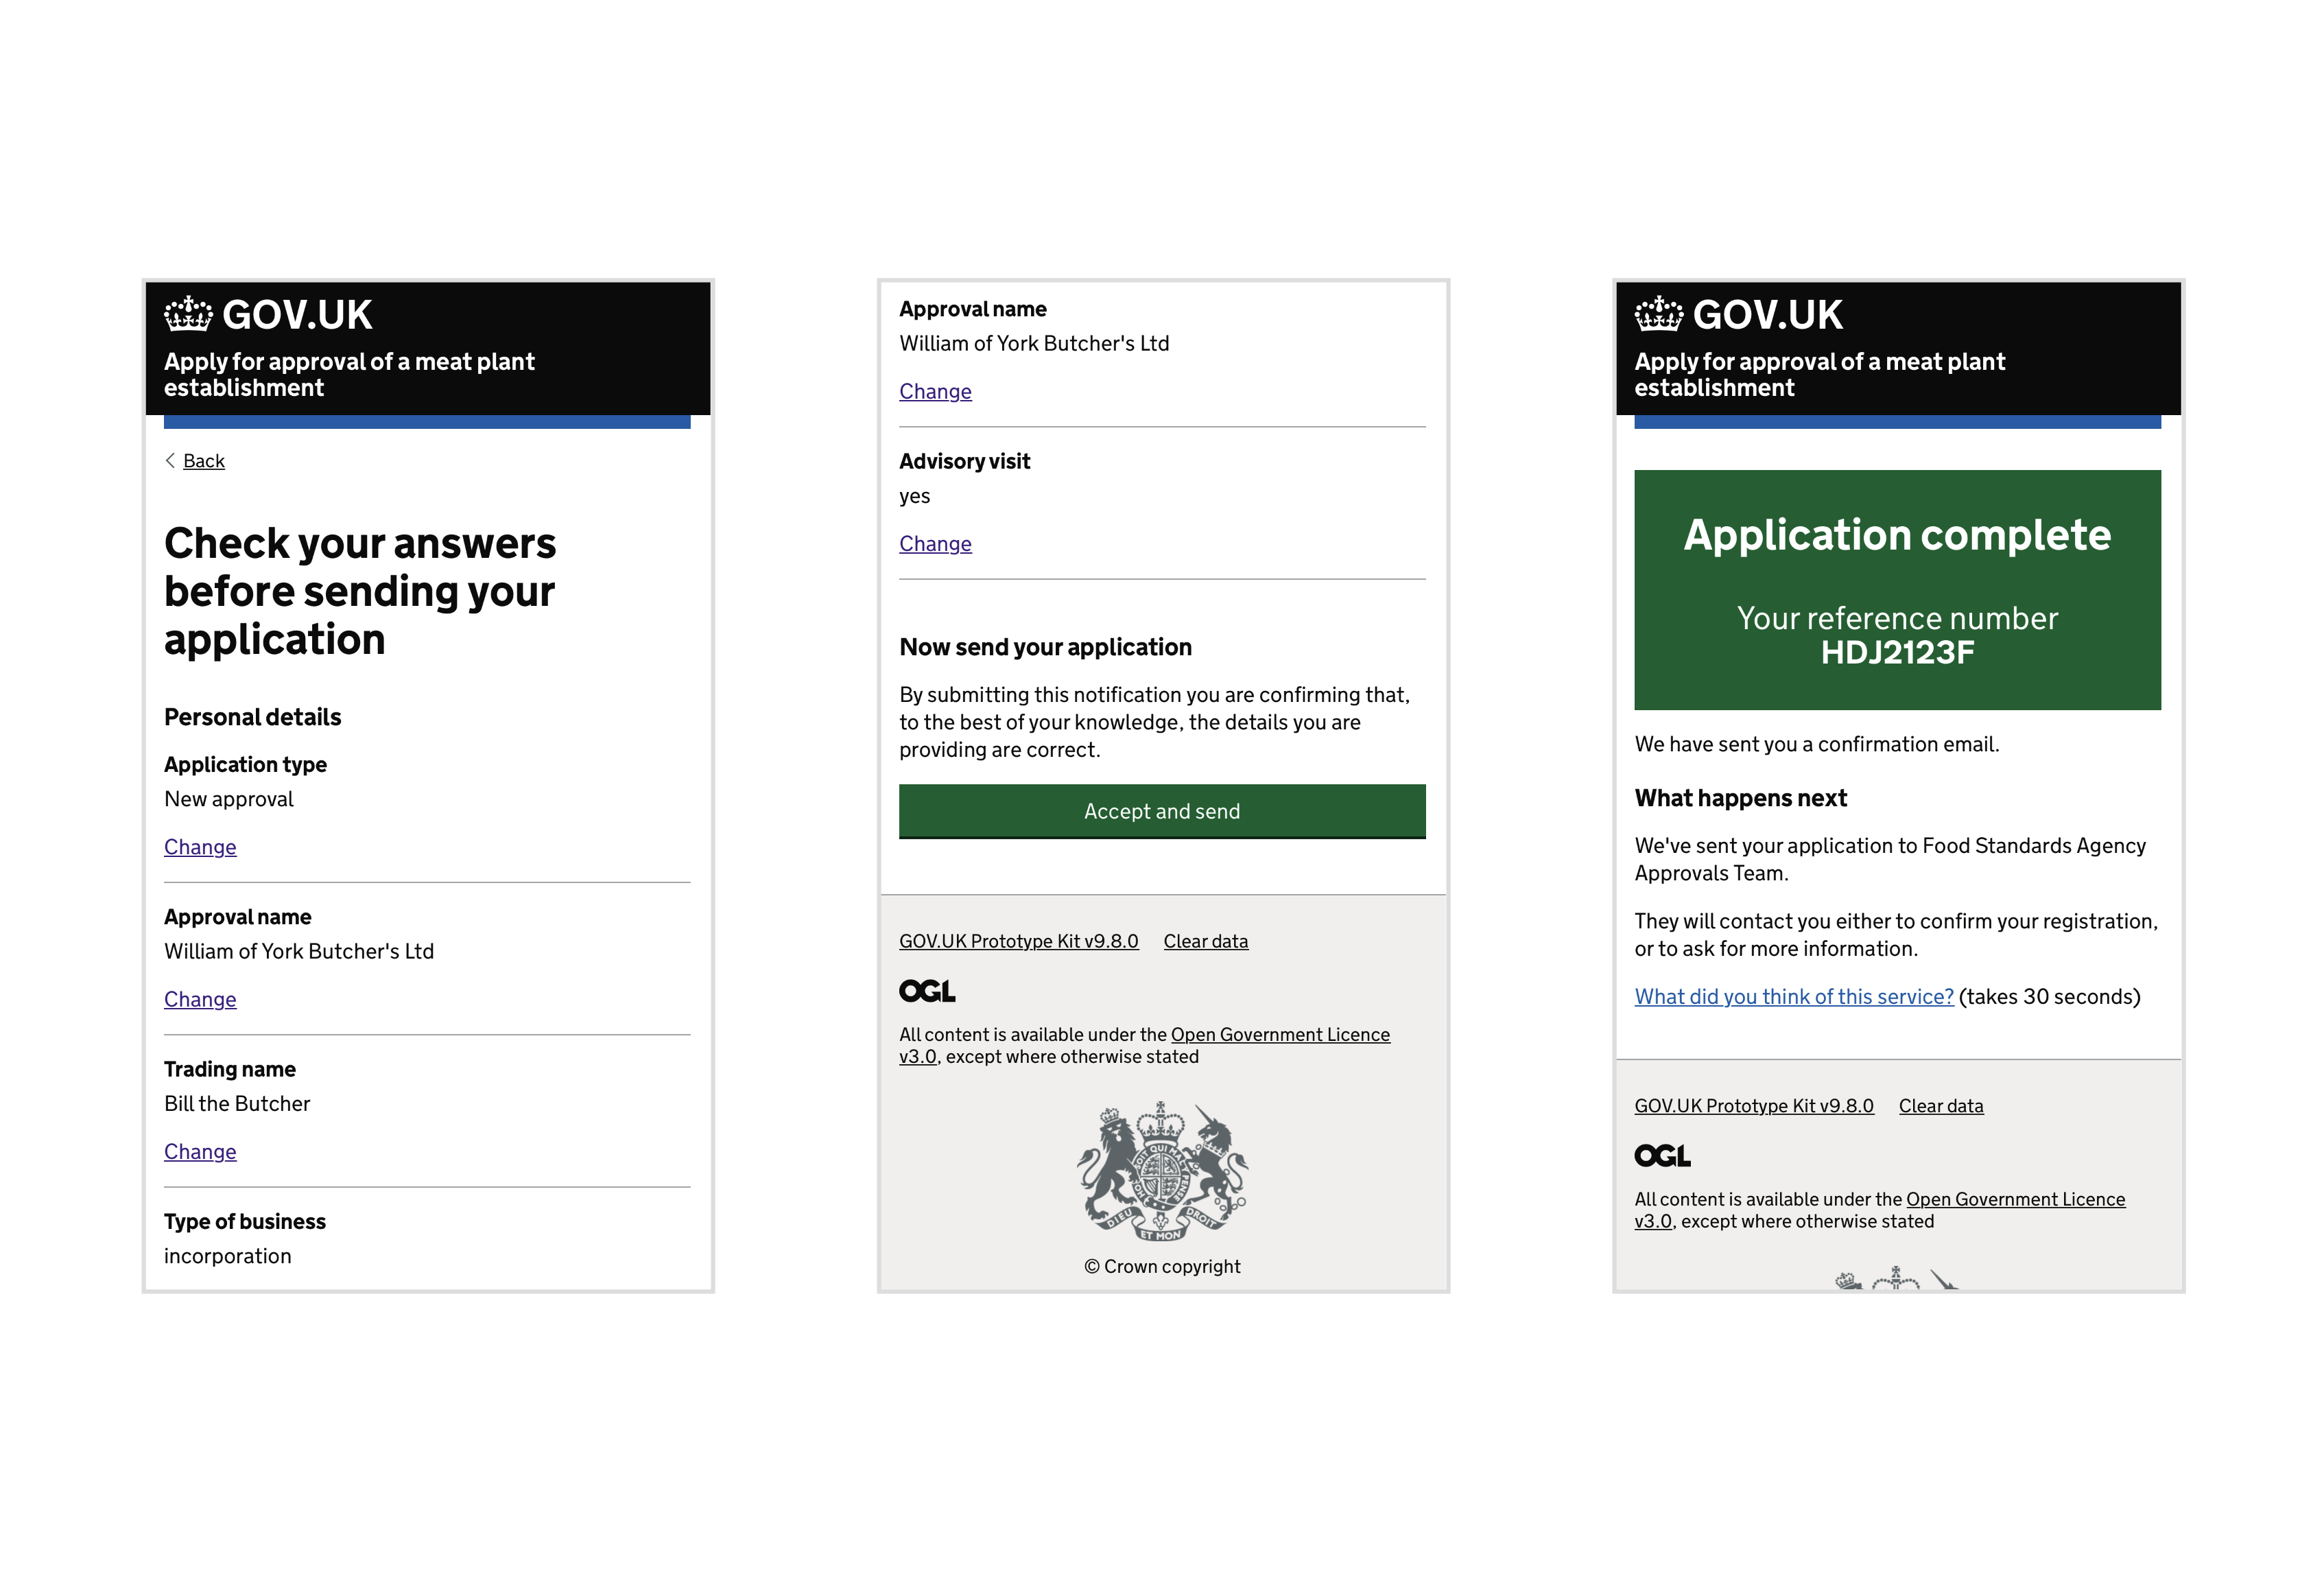 GOV.UK
Apply for approval of a meat plant
establishment
Back
Check your answers
before sending your
application
Personal details
Application type
New approval
Change
Approval name
William of York Butcher's Ltd
Change
Trading name
Bill the Butcher
Change
Type of business
incorporation
Approval name
William of York Butcher's Ltd
Change
Advisory visit
yes
Change
Now send your application
By submitting this notification you are confirming that,
to the best of your knowledge, the details you are
providing are correct.
Accept and send
GOV.UK Prototype Kit v9.8.0 Clear data
OGL
All content is available under the Open Government Licence
v3.0, except where otherwise stated
DIEU ET MON DROIT
© Crown copyright
GOV.UK
Apply for approval of a meat plant
establishment
Application complete
Your reference number
HDJ2123F
We have sent you a confirmation email.
What happens next
We've sent your application to Food Standards Agency
Approvals Team.
They will contact you either to confirm your registration,
or to ask for more information.
What did you think of this service? (takes 30 seconds)
GOV.UK Prototype Kit v9.8.0 Clear data
OGL
All content is available under the Open Government Licence
v3.0, except where otherwise stated